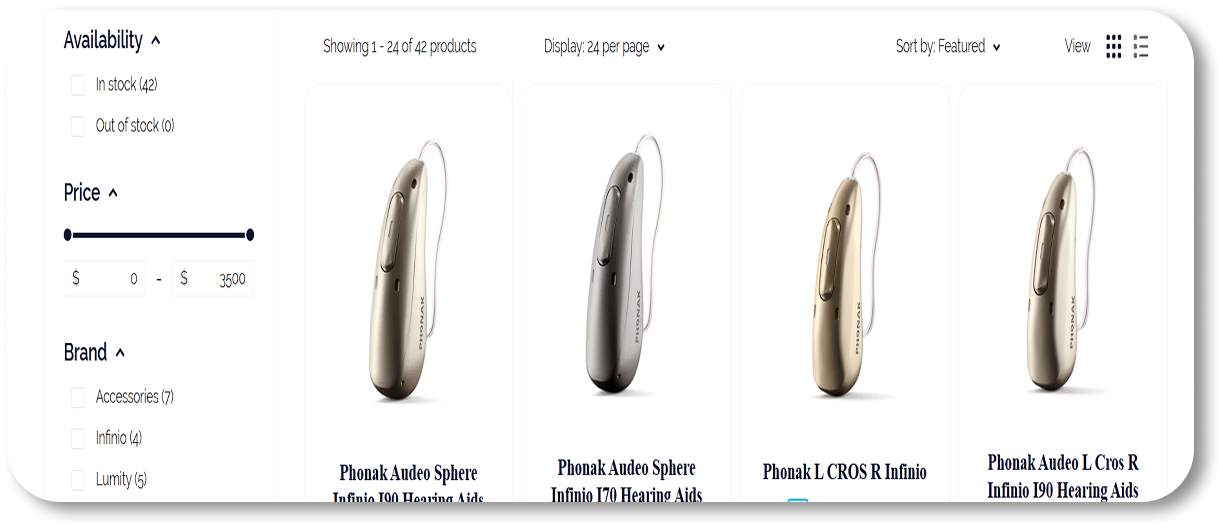 Availability
In stock (42)
Out of stock (0)
Price
$ 0 - $ 3500
Brand
Accessories (7)
Infinio (4)
Lumity (5)
Showing 1 - 24 of 42 products
Display: 24 per page
Sort by: Featured
View
PHONAK
PHONAK
PHONAK
PHONAK
Phonak Audeo Sphere
Infinio I90 Hearing Aids
Phonak Audeo Sphere
Infinio I70 Hearing Aids
Phonak L CROS R Infinio
Phonak Audeo L Cros R
Infinio I90 Hearing Aids